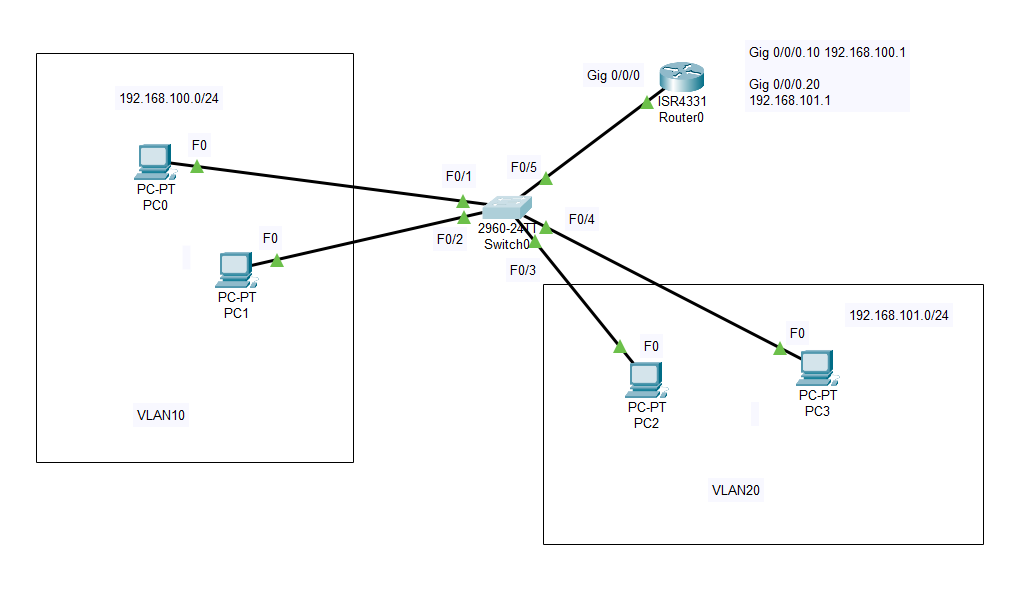 Gig 0/0/0.10 192.168.100.1
Gig 0/0/0.20
192.168.101.1
Gig 0/0/0
ISR4331
Router0
192.168.100.0/24
F0
PC-PT
PC0
F0/1
F0/5
F0/2
F0/4
2960-24TT
Switch0
F0/3
F0
PC-PT
PC1
VLAN10
192.168.101.0/24
F0
PC-PT
PC2
F0
PC-PT
PC3
VLAN20